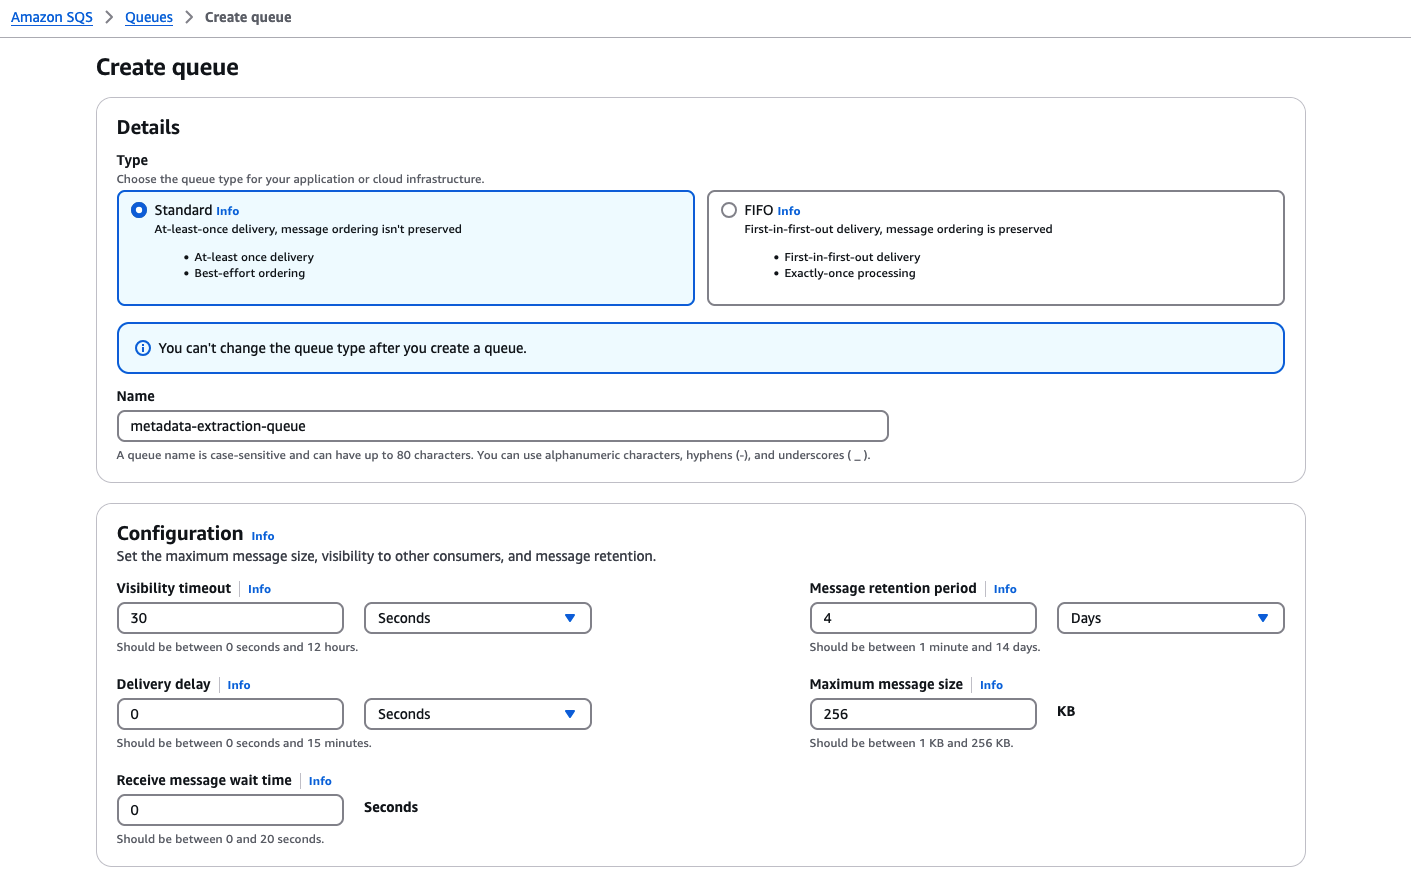 Amazon SQS > Queues > Create queue
Create queue
Details
Type
Choose the queue type for your application or cloud infrastructure.
Standard Info
At-least-once delivery, message ordering isn't preserved
• At-least once delivery
• Best-effort ordering
FIFO Info
First-in-first-out delivery, message ordering is preserved
• First-in-first-out delivery
• Exactly-once processing
You can't change the queue type after you create a queue.
Name
metadata-extraction-queue
A queue name is case-sensitive and can have up to 80 characters. You can use alphanumeric characters, hyphens (-), and underscores ( _ ).
Configuration Info
Set the maximum message size, visibility to other consumers, and message retention.
Visibility timeout Info
30 Seconds
Should be between 0 seconds and 12 hours.
Message retention period Info
4 Days
Should be between 1 minute and 14 days.
Delivery delay Info
0 Seconds
Should be between 0 seconds and 15 minutes.
Maximum message size Info
256 KB
Should be between 1 KB and 256 KB.
Receive message wait time Info
0 Seconds
Should be between 0 and 20 seconds.